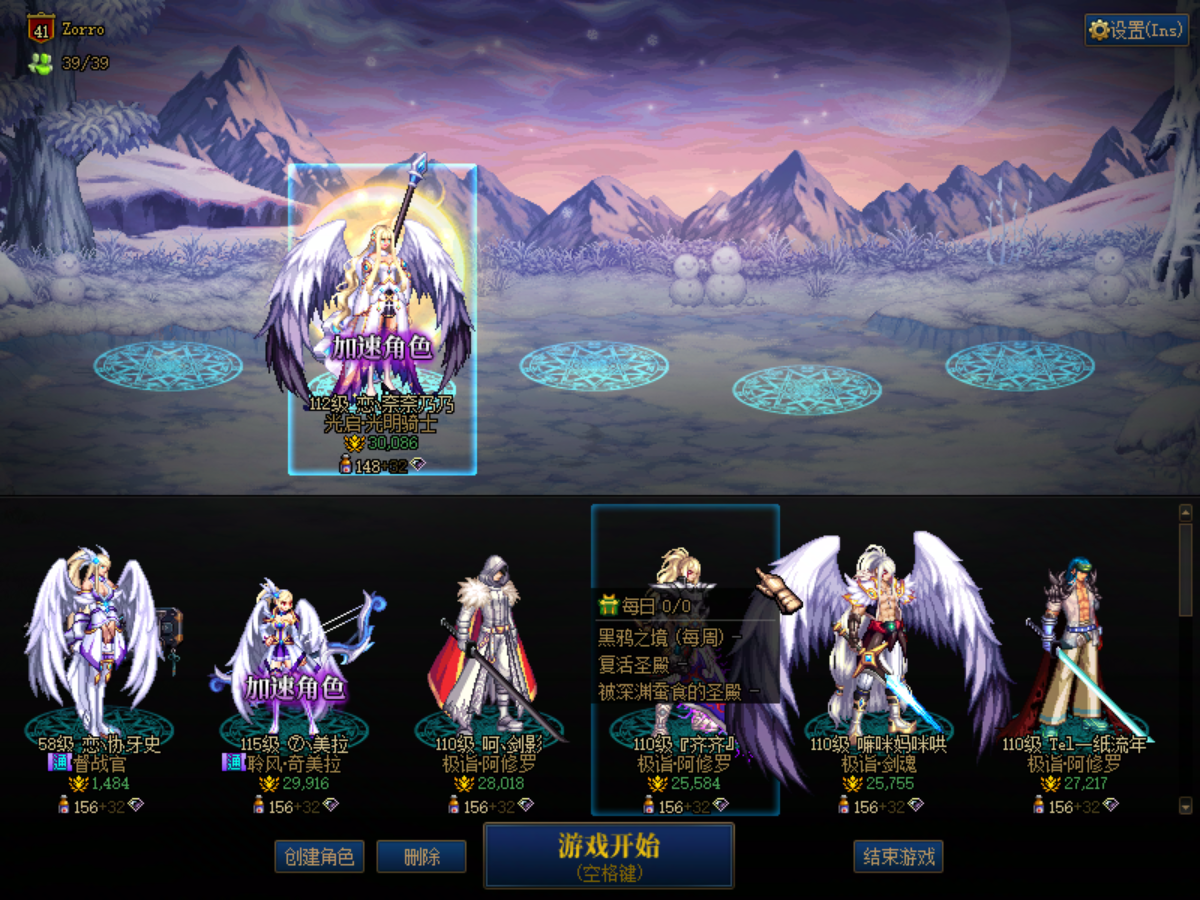 41 Zorro
39/39
设置(Ins)
加速角色
112级 恋、奈奈乃乃
光启·光明骑士
30,086
148+32
每日 0/0
黑鸦之境 (每周) -
复活圣殿 -
被深渊蚕食的圣殿 -
加速角色
58级 恋、协牙史
通 督战官
1,484
156+32
115级 ⑦、美拉
通 聆风·奇美拉
29,916
156+32
110级 呵、剑影
极诣·阿修罗
28,018
156+32
110级『齐齐』
极诣·阿修罗
25,584
156+32
110级 嘛咪妈咪哄
极诣·剑魂
25,755
156+32
110级 Tel一纸流年
极诣·阿修罗
27,217
156+32
创建角色
删除
游戏开始
(空格键)
结束游戏